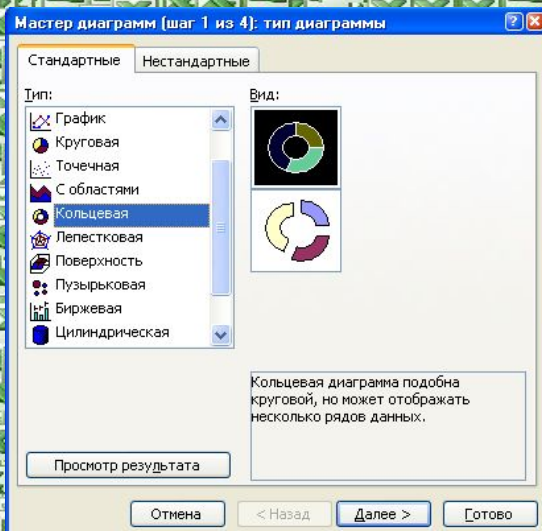 Мастер диаграмм (шаг 1 из 4): тип диаграммы
Стандартные
Нестандартные
Тип:
График
Круговая
Точечная
С областями
Кольцевая
Лепестковая
Поверхность
Пузырьковая
Биржевая
Цилиндрическая
Вид:
Кольцевая диаграмма подобна
круговой, но может отображать
несколько рядов данных.
Просмотр результата
Отмена
< Назад
Далее >
Готово